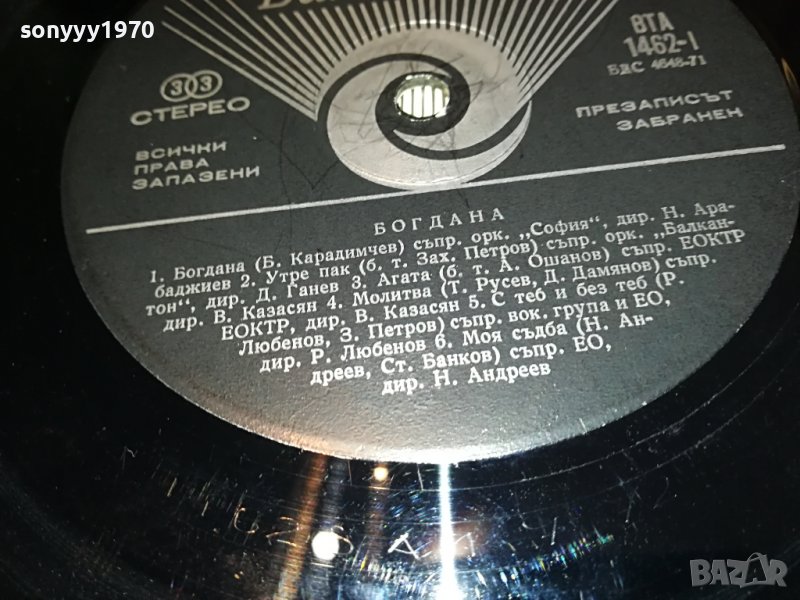 sonyyy1970
ВТА
1462-I
БДС 4648-71
33
СТЕРЕО
ВСИЧКИ
ПРАВА
ЗАПАЗЕНИ
ПРЕЗАПИСЪТ
ЗАБРАНЕН
БОГДАНА
1. Богдана (Б. Карадимчев) съпр. орк. „София“, дир. Н. Ара-
баджиев 2. Утре пак (б. т. Зах. Петров) съпр. орк. „Балкан-
тон“, дир. Д. Ганев 3. Агата (б. т. А. Ошанов) съпр. ЕОКТР
дир. В. Казасян 4. Молитва (Т. Русев, Д. Дамянов) съпр.
ЕОКТР, дир. В. Казасян 5. С теб и без теб (Р.
Любенов, З. Петров) съпр. вок. група и ЕО,
дир. Р. Любенов 6. Моя съдба (Н. Ан-
дреев, Ст. Банков) съпр. ЕО,
дир. Н. Андреев
BAZAR